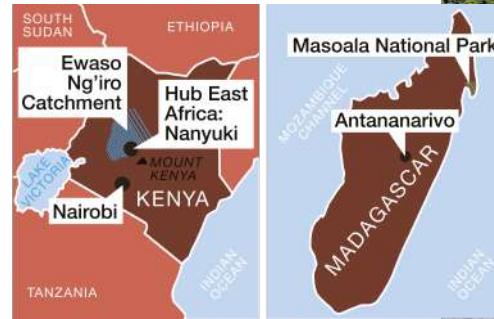 SOUTH
SUDAN
ETHIOPIA
Ewaso
Ng'iro
Catchment
Hub East
Africa:
Nanyuki
MOUNT
KENYA
LAKE
VICTORIA
KENYA
Nairobi
INDIAN
OCEAN
TANZANIA
Masoala National Park
MOZAMBIQUE
CHANNEL
Antananarivo
MADAGASCAR
INDIAN
OCEAN